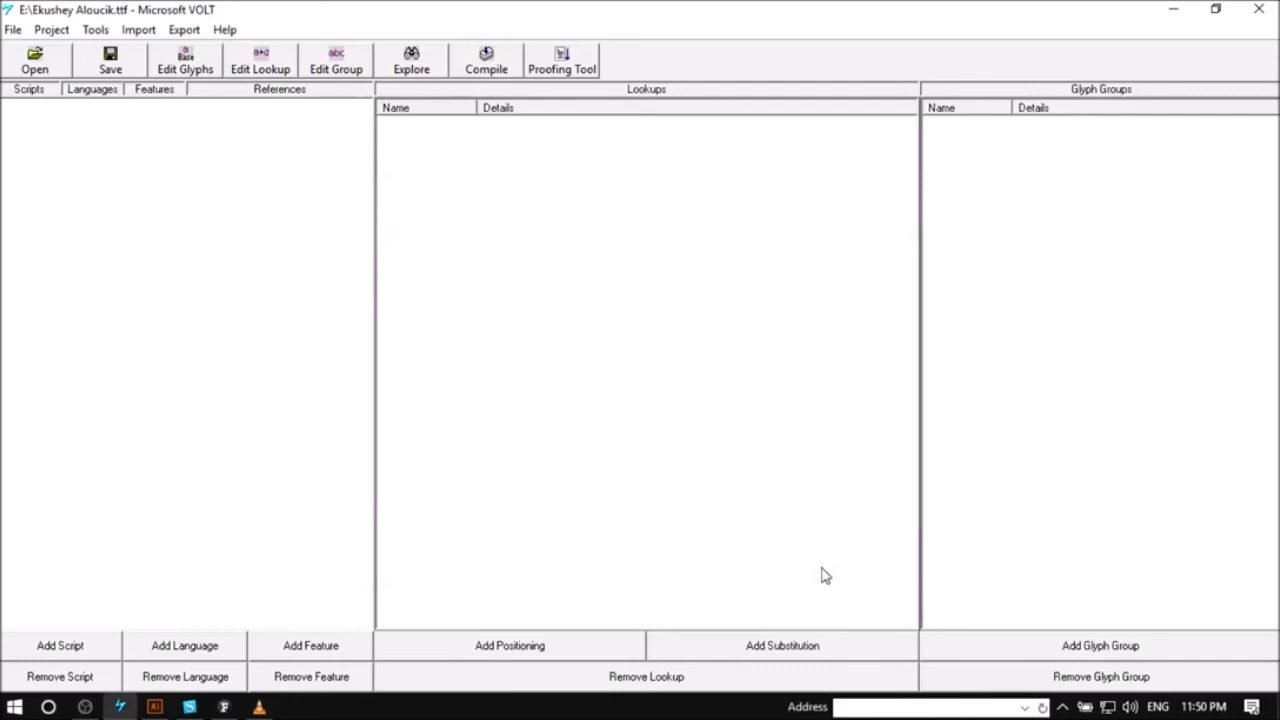 E:\Ekushey Aloucik.ttf - Microsoft VOLT
File Project Tools Import Export Help
Open Save Edit Glyphs Edit Lookup Edit Group Explore Compile Proofing Tool
Scripts Languages Features References Lookups Glyph Groups
Name Details Name Details
Add Script Add Language Add Feature Add Positioning Add Substitution Add Glyph Group
Remove Script Remove Language Remove Feature Remove Lookup Remove Glyph Group
Address ENG 11:50 PM